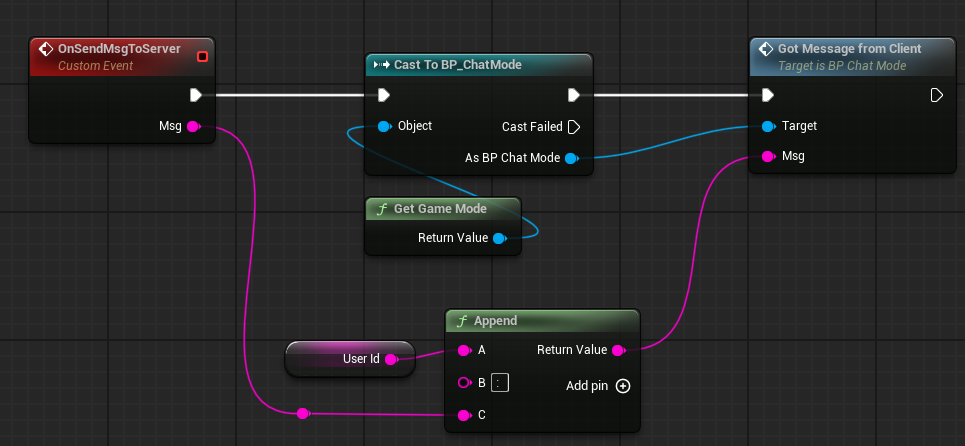 OnSendMsgToServer
Custom Event
Msg
Cast To BP_ChatMode
Object
Cast Failed
As BP Chat Mode
Got Message from Client
Target is BP Chat Mode
Target
Msg
f Get Game Mode
Return Value
User Id
f Append
A Return Value
B : Add pin
C